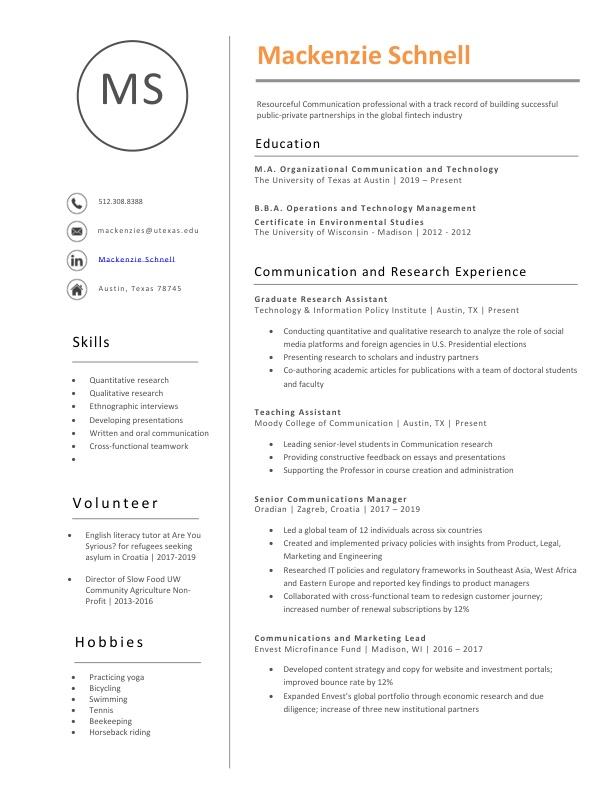 MS
512.308.8388
mackenzies@utexas.edu
in
Mackenzie Schnell
Austin, Texas 78745
Skills
• Quantitative research
• Qualitative research
• Ethnographic interviews
• Developing presentations
• Written and oral communication
• Cross-functional teamwork
•
Volunteer
• English literacy tutor at Are You
Syrious? for refugees seeking
asylum in Croatia | 2017-2019
• Director of Slow Food UW
Community Agriculture Non-
Profit | 2013-2016
Hobbies
• Practicing yoga
• Bicycling
• Swimming
• Tennis
• Beekeeping
• Horseback riding
Mackenzie Schnell
Resourceful Communication professional with a track record of building successful
public-private partnerships in the global fintech industry
Education
M.A. Organizational Communication and Technology
The University of Texas at Austin | 2019 – Present
B.B.A. Operations and Technology Management
Certificate in Environmental Studies
The University of Wisconsin - Madison | 2012 - 2012
Communication and Research Experience
Graduate Research Assistant
Technology & Information Policy Institute | Austin, TX | Present
• Conducting quantitative and qualitative research to analyze the role of social
media platforms and foreign agencies in U.S. Presidential elections
• Presenting research to scholars and industry partners
• Co-authoring academic articles for publications with a team of doctoral students
and faculty
Teaching Assistant
Moody College of Communication | Austin, TX | Present
• Leading senior-level students in Communication research
• Providing constructive feedback on essays and presentations
• Supporting the Professor in course creation and administration
Senior Communications Manager
Oradian | Zagreb, Croatia | 2017 – 2019
• Led a global team of 12 individuals across six countries
• Created and implemented privacy policies with insights from Product, Legal,
Marketing and Engineering
• Researched IT policies and regulatory frameworks in Southeast Asia, West Africa
and Eastern Europe and reported key findings to product managers
• Collaborated with cross-functional team to redesign customer journey;
increased number of renewal subscriptions by 12%
Communications and Marketing Lead
Envest Microfinance Fund | Madison, WI | 2016 – 2017
• Developed content strategy and copy for website and investment portals;
improved bounce rate by 12%
• Expanded Envest's global portfolio through economic research and due
diligence; increase of three new institutional partners